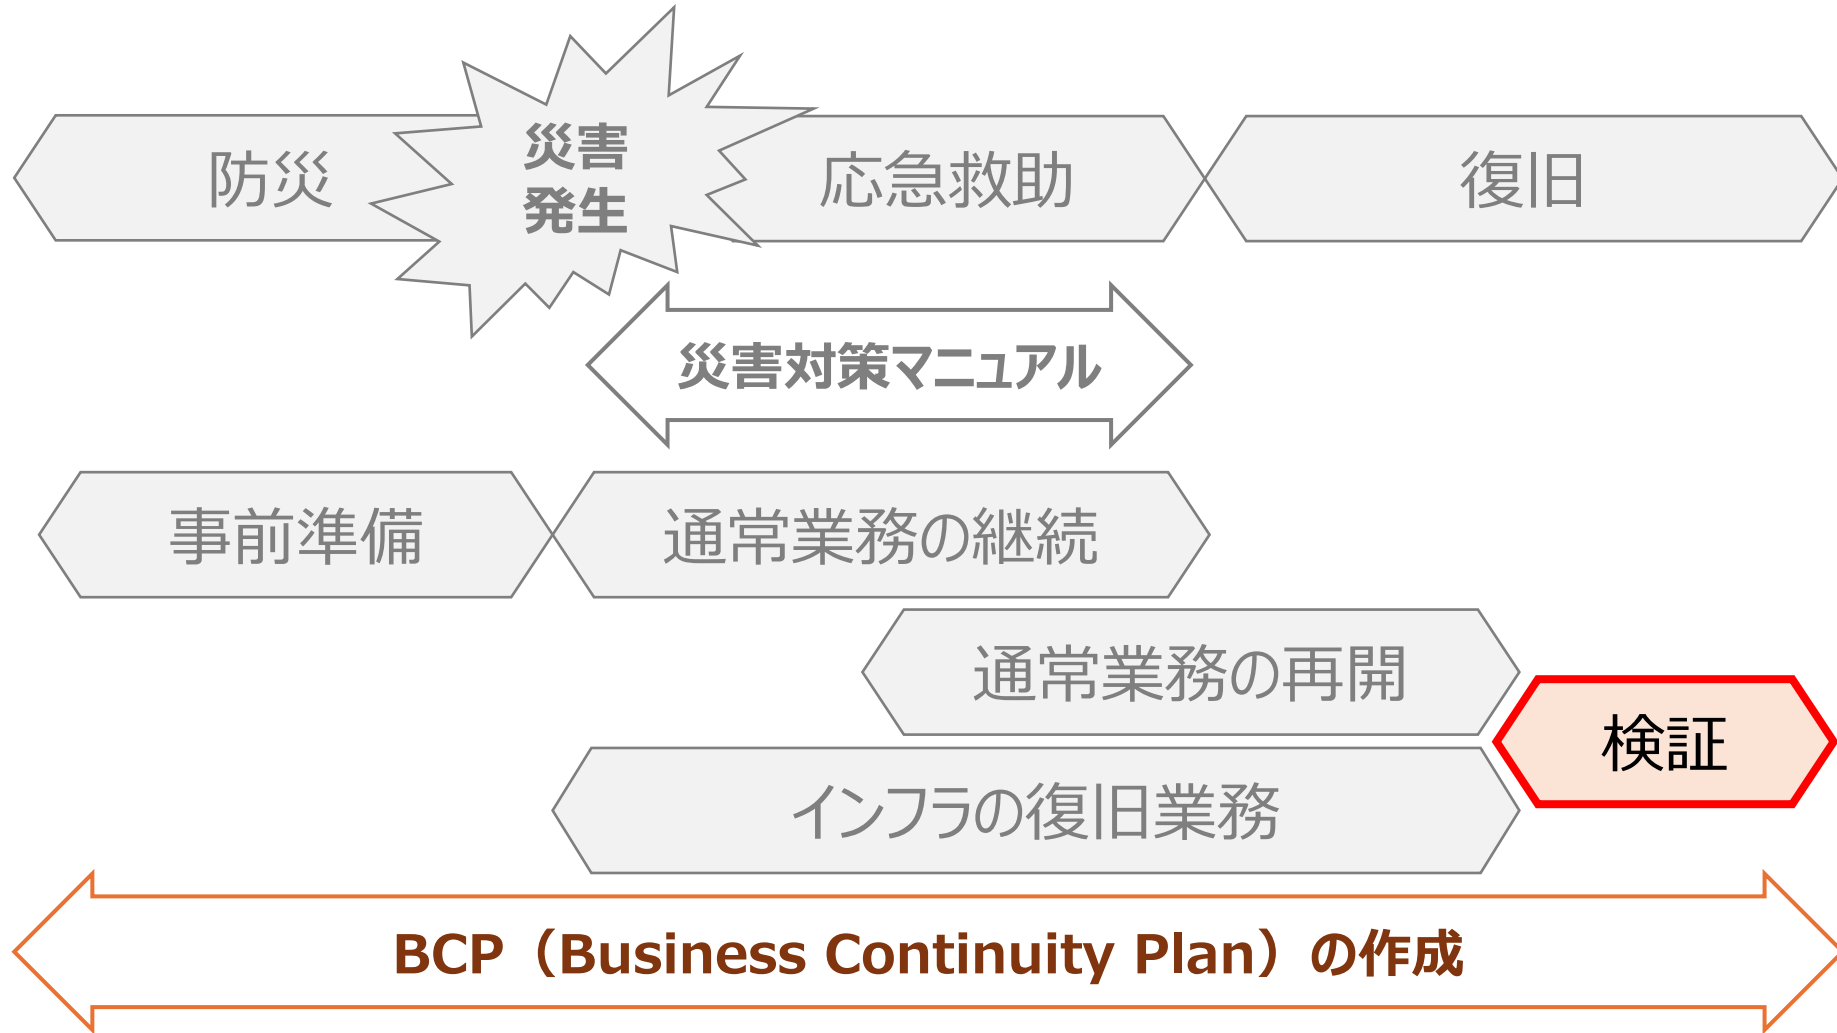 防災
災害
発生
応急救助
復旧
災害対策マニュアル
事前準備
通常業務の継続
通常業務の再開
検証
インフラの復旧業務
BCP（Business Continuity Plan）の作成